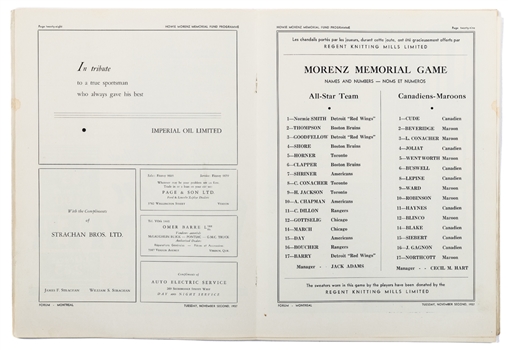 Page twenty-eight
HOWIE MORENZ MEMORIAL FUND PROGRAMME
In tribute
to a true sportsman
who always gave his best
IMPERIAL OIL LIMITED
With the Compliments
of
STRACHAN BROS. LTD.
JAMES F. STRACHAN
WILLIAM S. STRACHAN
PAGE & SON LTD
OMER BARRE
Compliments of
AUTO ELECTRIC SERVICE
DAY AND NIGHT SERVICE
FORUM - MONTREAL
TUESDAY, NOVEMBER SECOND, 1937
HOWIE MORENZ MEMORIAL FUND PROGRAMME
Page twenty-nine
Les chandails portés par les joueurs, durant cette joute, ont été gracieusement offerts par
REGENT KNITTING MILLS LIMITED
MORENZ MEMORIAL GAME
NAMES AND NUMBERS — NOMS ET NUMEROS
All-Star Team
1—Normie SMITH Detroit "Red Wings"
2—THOMPSON Boston Bruins
3—GOODFELLOW Detroit "Red Wings"
4—SHORE Boston Bruins
5—HORNER Toronto
6—CLAPPER Boston Bruins
7—SHRINER Americans
8—C. CONACHER Toronto
9—H. JACKSON Toronto
10—A. CHAPMAN Americans
11—C. DILLON Rangers
12—GOTTSELIG Chicago
14—MARCH Chicago
15—DAY Americans
16—BOUCHER Rangers
17—BARRY Detroit "Red Wings"
Manager - JACK ADAMS
Canadiens-Maroons
1—CUDE Canadien
2—BEVERIDGE Maroon
3—L. CONACHER Maroon
4—JOLIAT Canadien
5—WENTWORTH Maroon
6—BUSWELL Canadien
8—LEPINE Canadien
9—WARD Maroon
10—ROBINSON Maroon
11—HAYNES Canadien
12—BLINCO Maroon
14—BLAKE Canadien
15—SIEBERT Canadien
16—J. GAGNON Canadien
17—NORTHCOTT Maroon
Manager - CECIL M. HART
The sweaters worn in this game by the players have been donated by the
REGENT KNITTING MILLS LIMITED
FORUM - MONTREAL
TUESDAY, NOVEMBER SECOND, 1937